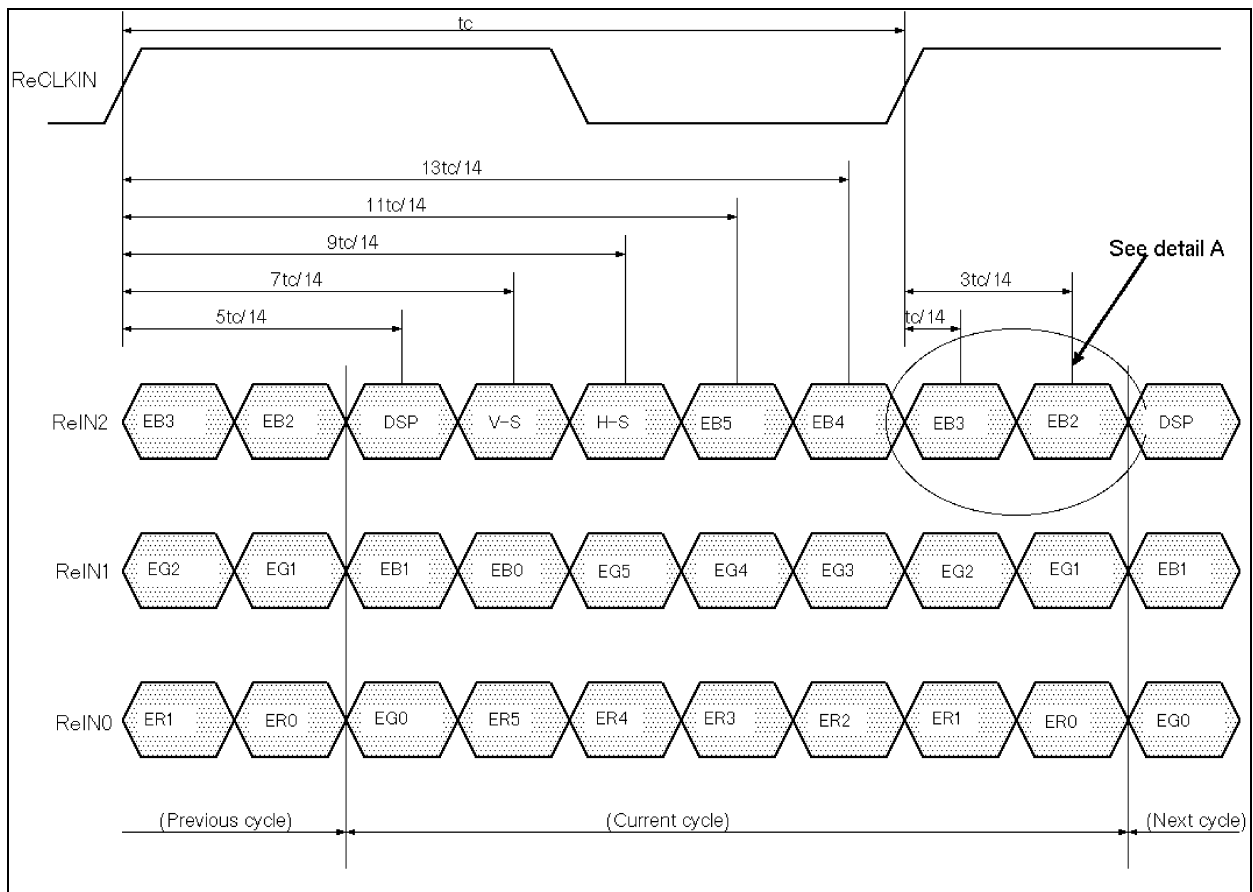 tc
ReCLKIN
13tc/14
11tc/14
9tc/14
See detail A
7tc/14
3tc/14
5tc/14
tc/14
ReIN2 EB3 EB2 DSP V-S H-S EB5 EB4 EB3 EB2 DSP
ReIN1 EG2 EG1 EB1 EB0 EG5 EG4 EG3 EG2 EG1 EB1
ReIN0 ER1 ER0 EG0 ER5 ER4 ER3 ER2 ER1 ER0 EG0
(Previous cycle) (Current cycle) (Next cycle)